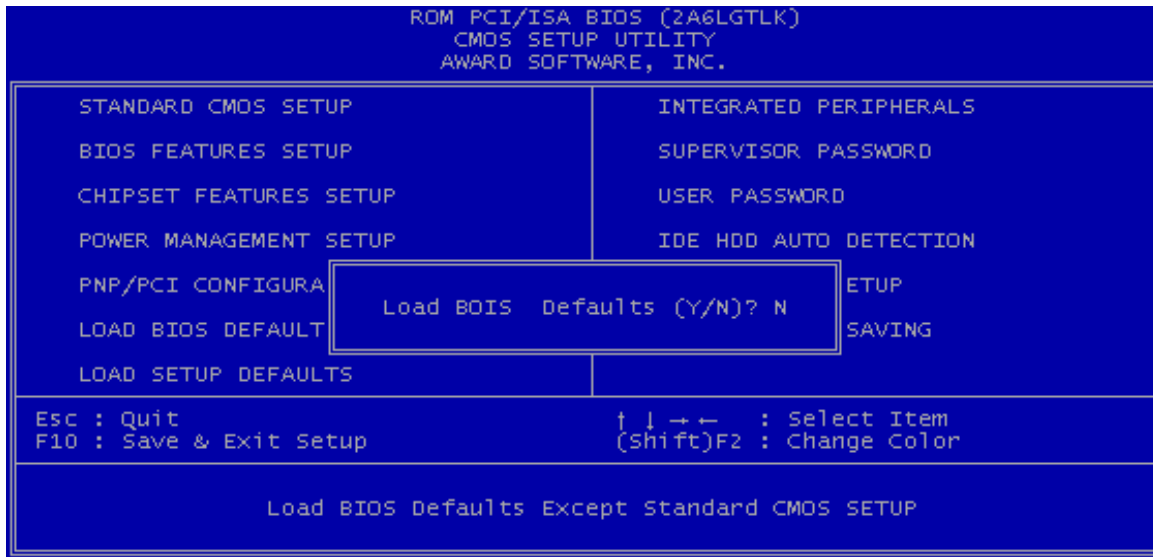 ROM PCI/ISA BIOS (2A6LGTLK)
CMOS SETUP UTILITY
AWARD SOFTWARE, INC.
STANDARD CMOS SETUP
BIOS FEATURES SETUP
CHIPSET FEATURES SETUP
POWER MANAGEMENT SETUP
PNP/PCI CONFIGURA
LOAD BIOS DEFAULT
LOAD SETUP DEFAULTS
INTEGRATED PERIPHERALS
SUPERVISOR PASSWORD
USER PASSWORD
IDE HDD AUTO DETECTION
ETUP
SAVING
Load BOIS Defaults (Y/N)? N
Esc : Quit
F10 : Save & Exit Setup
↑ ↓ → ← : Select Item
(Shift)F2 : Change Color
Load BIOS Defaults Except Standard CMOS SETUP